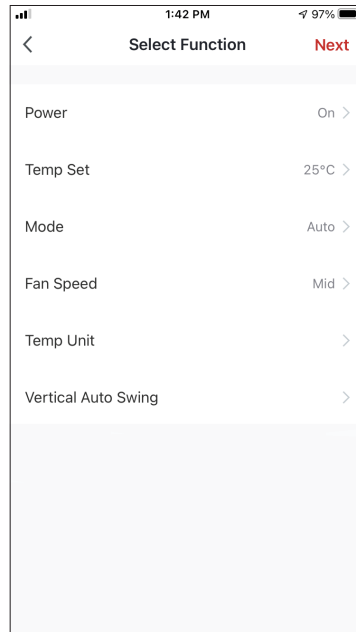 1:42 PM 97%
Select Function Next
Power On
Temp Set 25°C
Mode Auto
Fan Speed Mid
Temp Unit
Vertical Auto Swing